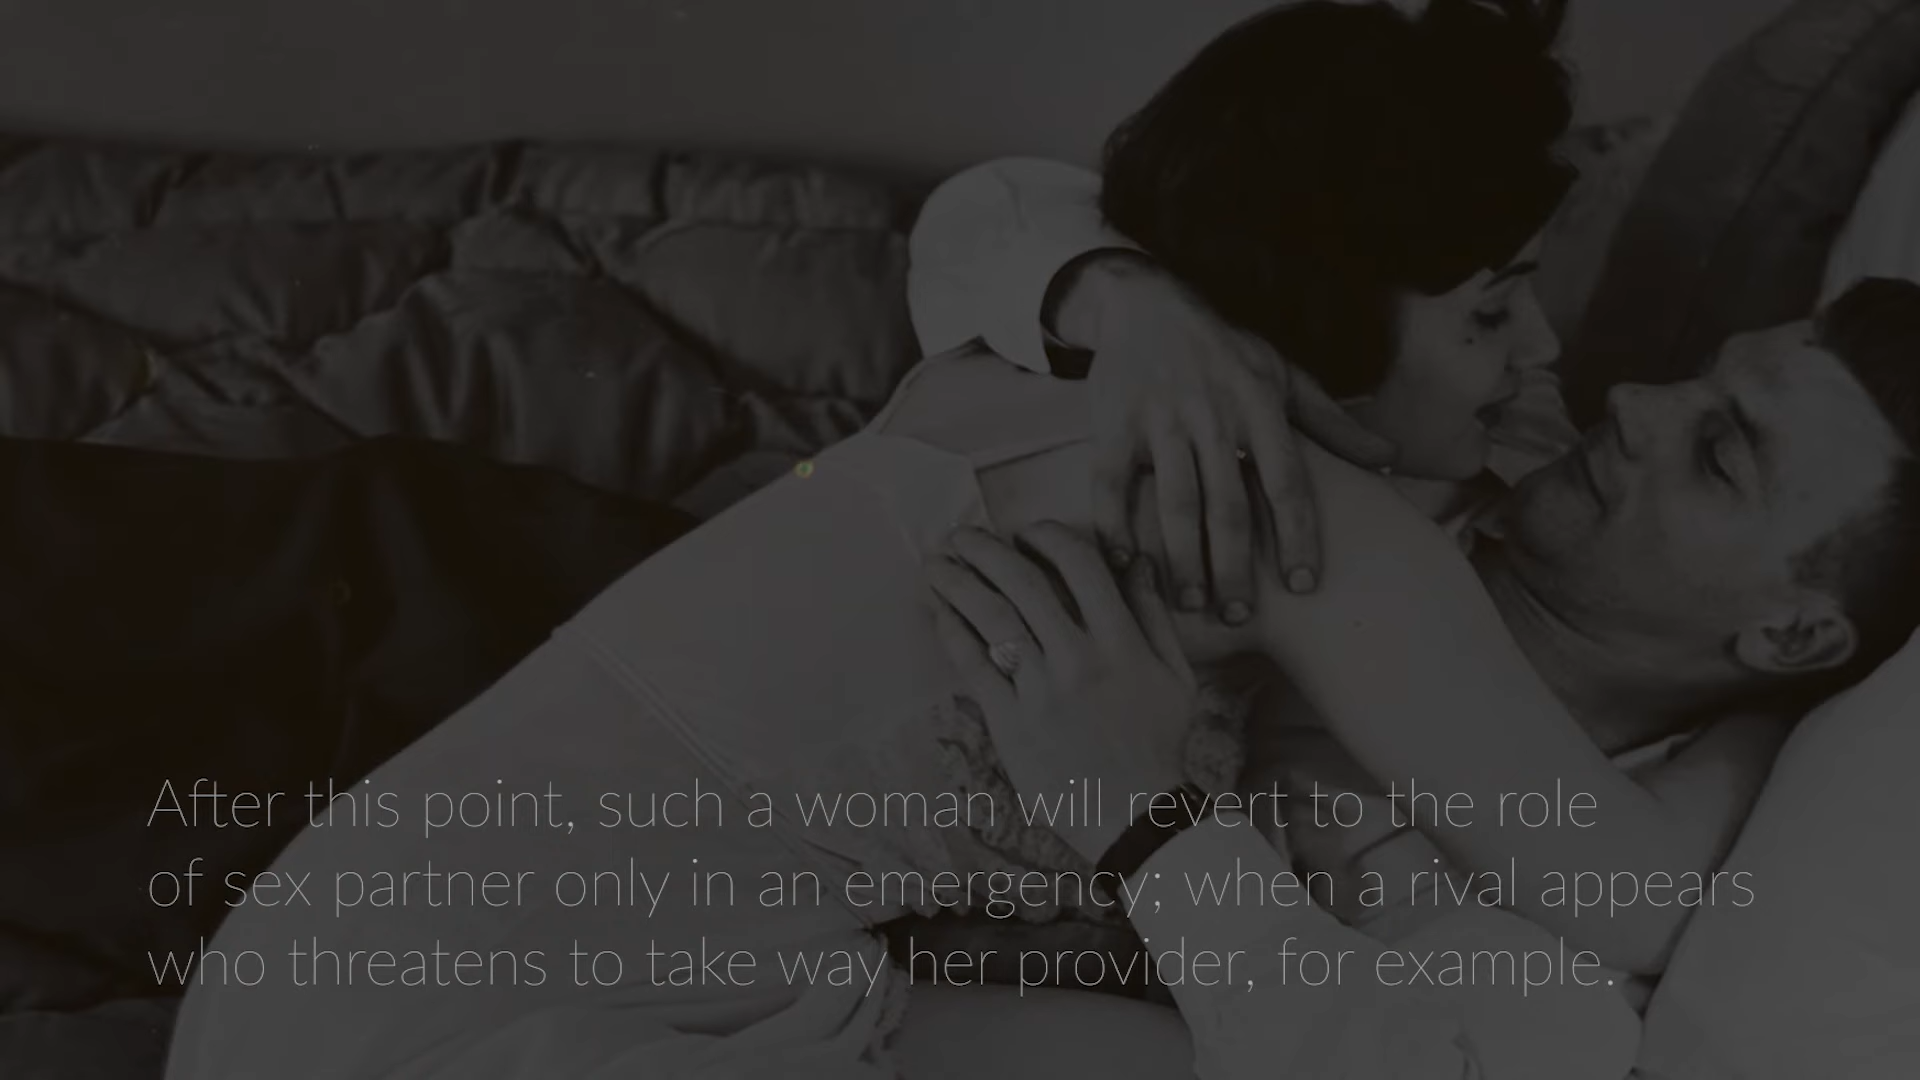 After this point, such a woman will revert to the role
of sex partner only in an emergency; when a rival appears
who threatens to take way her provider, for example.